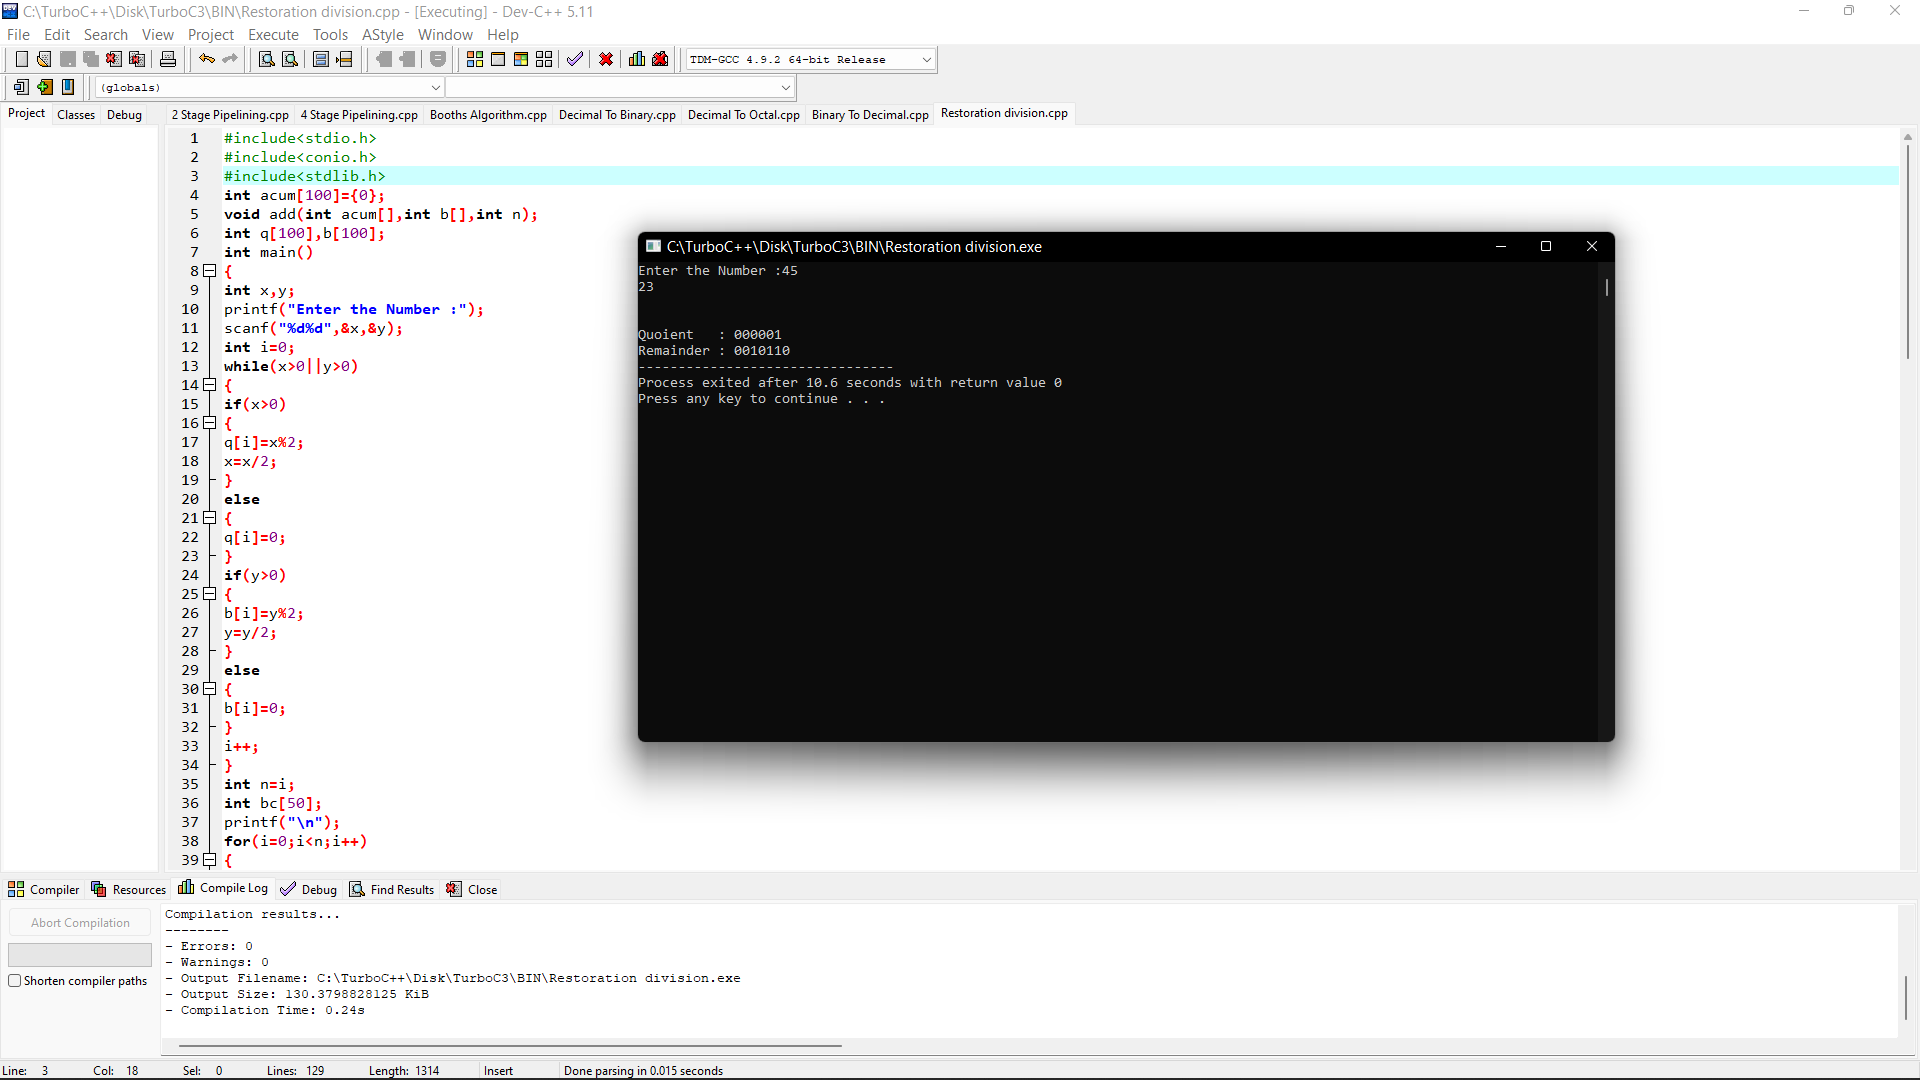 C:\TurboC++\Disk\TurboC3\BIN\Restoration division.cpp - [Executing] - Dev-C++ 5.11
File Edit Search View Project Execute Tools AStyle Window Help
TDM-GCC 4.9.2 64-bit Release
(globals)
Project Classes Debug
2 Stage Pipelining.cpp 4 Stage Pipelining.cpp Booths Algorithm.cpp Decimal To Binary.cpp Decimal To Octal.cpp Binary To Decimal.cpp Restoration division.cpp
1 #include<stdio.h>
2 #include<conio.h>
3 #include<stdlib.h>
4 int acum[100]={0};
5 void add(int acum[],int b[],int n);
6 int q[100],b[100];
7 int main()
8 {
9 int x,y;
10 printf("Enter the Number :");
11 scanf("%d%d",&x,&y);
12 int i=0;
13 while(x>0||y>0)
14 {
15 if(x>0)
16 {
17 q[i]=x%2;
18 x=x/2;
19 }
20 else
21 {
22 q[i]=0;
23 }
24 if(y>0)
25 {
26 b[i]=y%2;
27 y=y/2;
28 }
29 else
30 {
31 b[i]=0;
32 }
33 i++;
34 }
35 int n=i;
36 int bc[50];
37 printf("\n");
38 for(i=0;i<n;i++)
39 {
C:\TurboC++\Disk\TurboC3\BIN\Restoration division.exe
Enter the Number :45
23
Quoient   : 000001
Remainder : 0010110
--------------------------------
Process exited after 10.6 seconds with return value 0
Press any key to continue . . .
Compiler Resources Compile Log Debug Find Results Close
Abort Compilation
Shorten compiler paths
Compilation results...
--------
- Errors: 0
- Warnings: 0
- Output Filename: C:\TurboC++\Disk\TurboC3\BIN\Restoration division.exe
- Output Size: 130.3798828125 KiB
- Compilation Time: 0.24s
Line: 3 Col: 18 Sel: 0 Lines: 129 Length: 1314 Insert Done parsing in 0.015 seconds